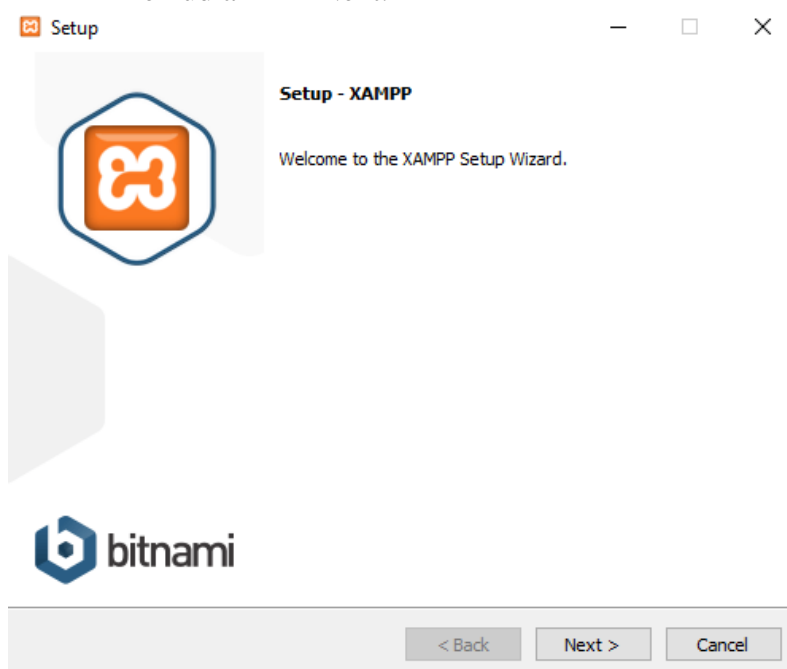 Setup
Setup - XAMPP
Welcome to the XAMPP Setup Wizard.
bitnami
< Back
Next >
Cancel